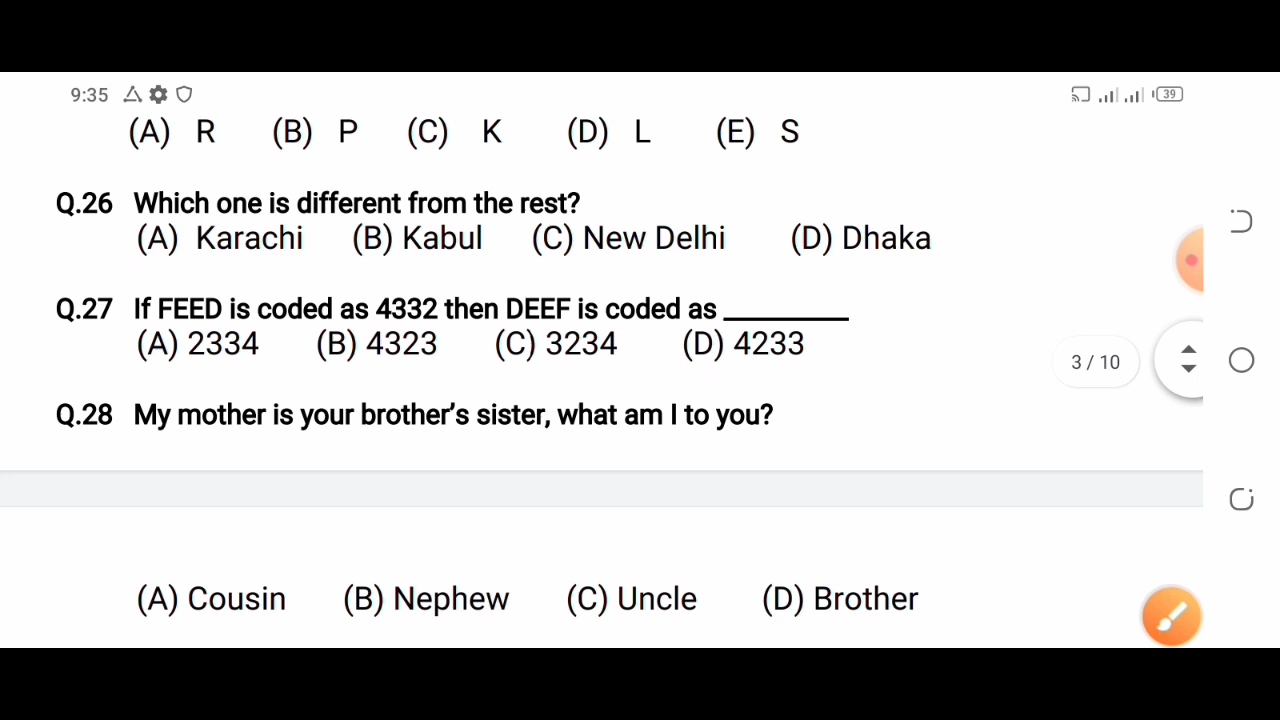 9:35 39
(A) R (B) P (C) K (D) L (E) S
Q.26 Which one is different from the rest?
(A) Karachi (B) Kabul (C) New Delhi (D) Dhaka
Q.27 If FEED is coded as 4332 then DEEF is coded as _________
(A) 2334 (B) 4323 (C) 3234 (D) 4233
3 / 10
Q.28 My mother is your brother's sister, what am I to you?
(A) Cousin (B) Nephew (C) Uncle (D) Brother